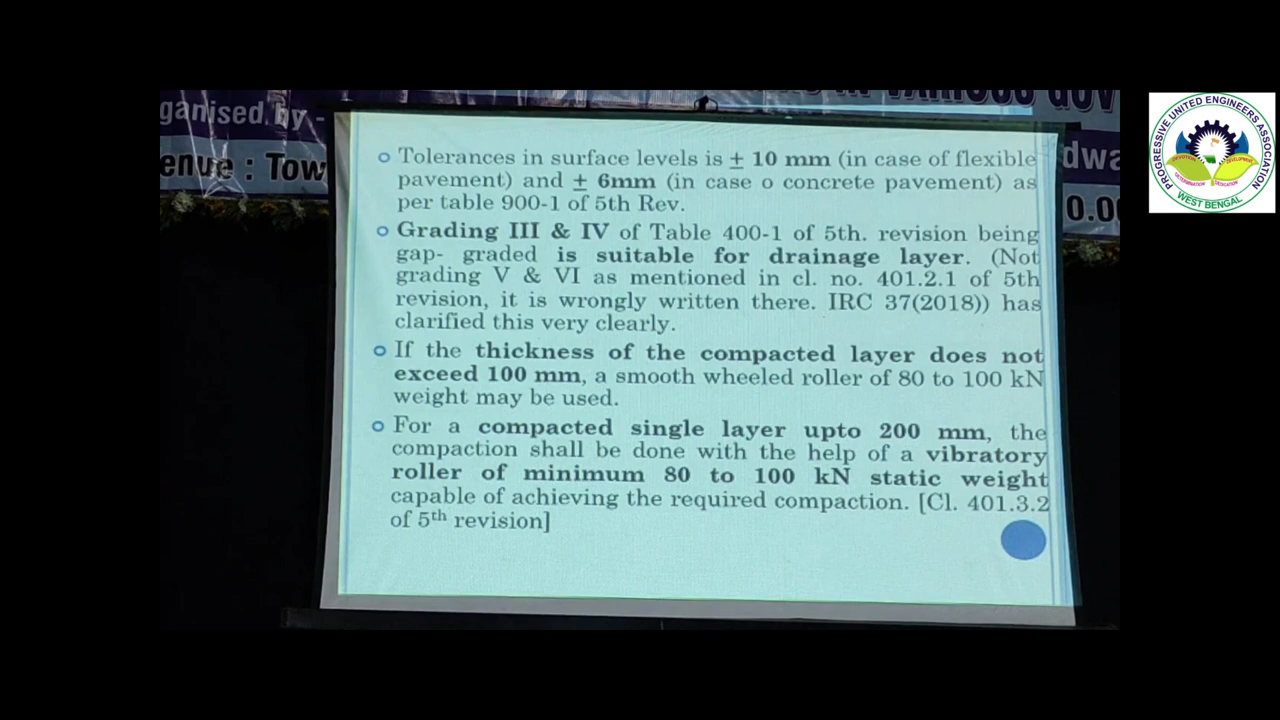 ganised by -
enue : Tow
dwa
0.0
Tolerances in surface levels is ± 10 mm (in case of flexible
pavement) and ± 6mm (in case o concrete pavement) as
per table 900-1 of 5th Rev.
Grading III & IV of Table 400-1 of 5th. revision being
gap- graded is suitable for drainage layer. (Not
grading V & VI as mentioned in cl. no. 401.2.1 of 5th
revision, it is wrongly written there. IRC 37(2018)) has
clarified this very clearly.
If the thickness of the compacted layer does not
exceed 100 mm, a smooth wheeled roller of 80 to 100 kN
weight may be used.
For a compacted single layer upto 200 mm, the
compaction shall be done with the help of a vibratory
roller of minimum 80 to 100 kN static weight
capable of achieving the required compaction. [Cl. 401.3.2
of 5th revision]
PROGRESSIVE UNITED ENGINEERS ASSOCIATION
DEVOTION
DEVELOPMENT
DETERMINATION
DEDICATION
WEST BENGAL